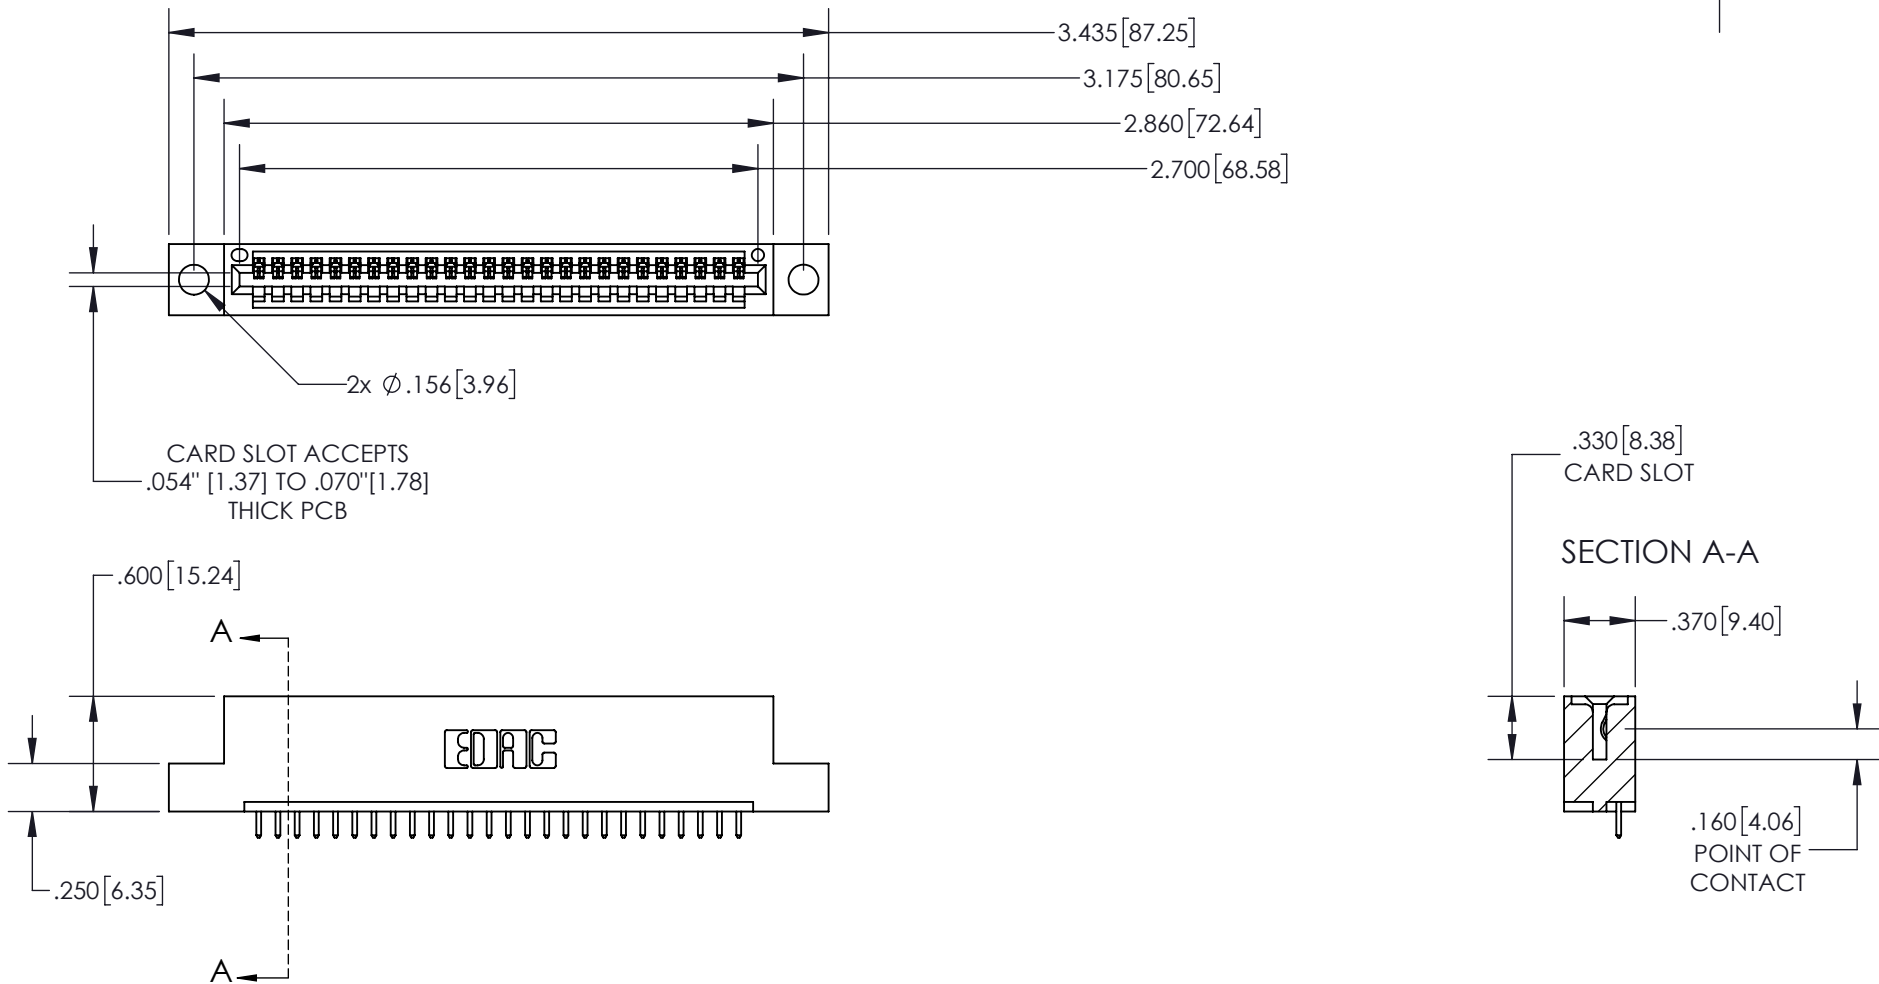 3.435[87.25]
3.175[80.65]
2.860[72.64]
2.700[68.58]
2x Ø.156[3.96]
CARD SLOT ACCEPTS
.054" [1.37] TO .070"[1.78]
THICK PCB
.330[8.38]
CARD SLOT
SECTION A-A
.600[15.24]
A
.370[9.40]
EDAC
.160[4.06]
POINT OF
CONTACT
.250[6.35]
A